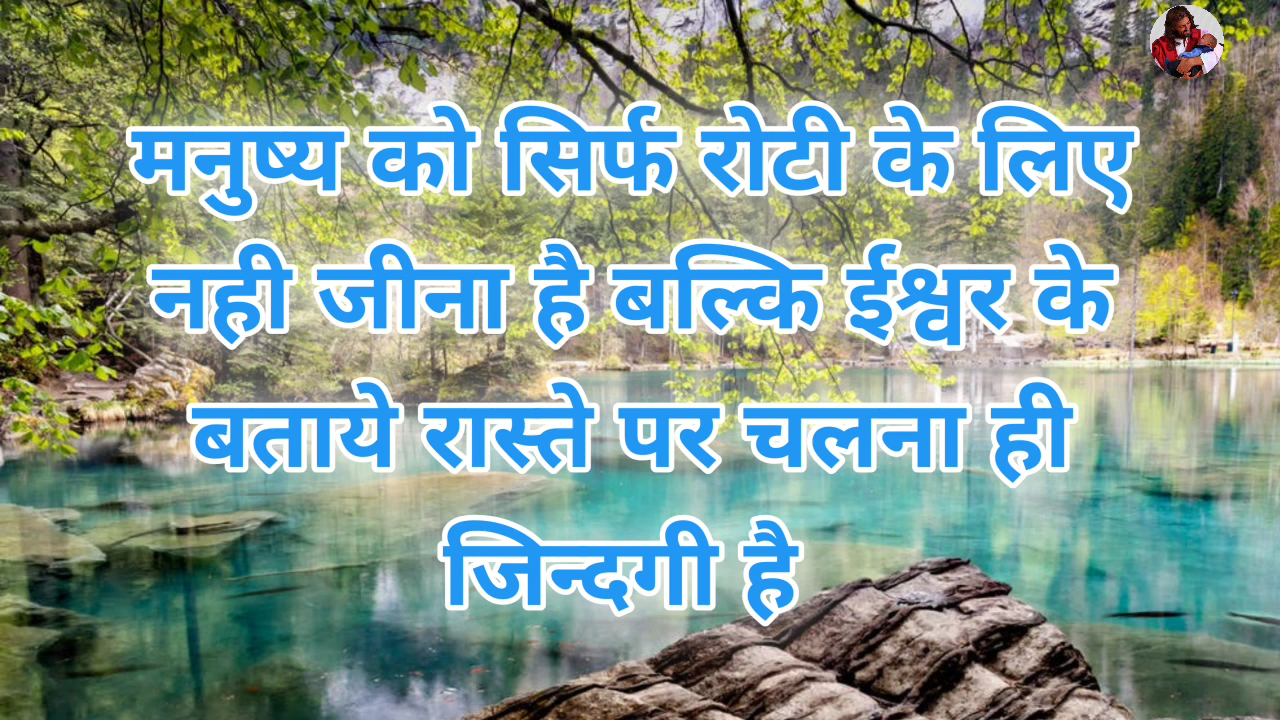 मनुष्य को सिर्फ रोटी के लिए
नही जीना है बल्कि ईश्वर के
बताये रास्ते पर चलना ही
जिन्दगी है